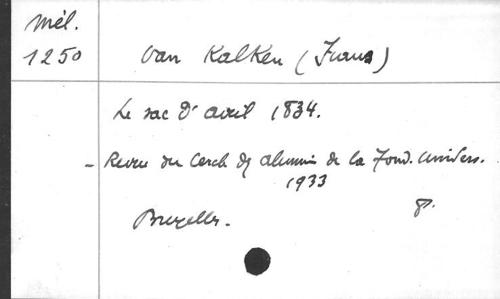 Mél.
1250
Van Kalken (Frans)
Le sac d' avril 1834.
- Revue du Cercle des Alumni de la Fond. Univers.
1933
8°.
Bruxelles.